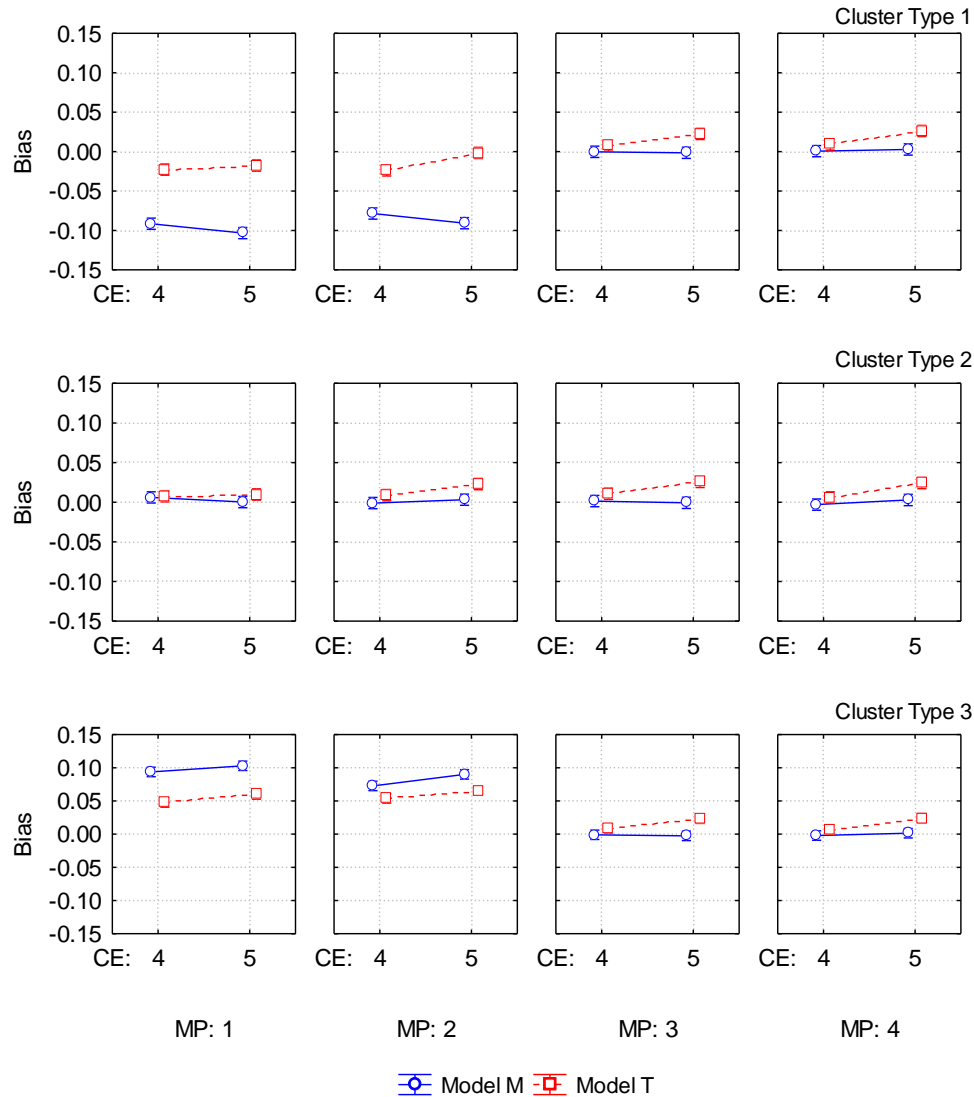 Cluster Type 1
0.15
0.10
0.05
0.00
-0.05
-0.10
-0.15
Bias
CE: 4 5 CE: 4 5 CE: 4 5 CE: 4 5
Cluster Type 2
0.15
0.10
0.05
0.00
-0.05
-0.10
-0.15
Bias
CE: 4 5 CE: 4 5 CE: 4 5 CE: 4 5
Cluster Type 3
0.15
0.10
0.05
0.00
-0.05
-0.10
-0.15
Bias
CE: 4 5 CE: 4 5 CE: 4 5 CE: 4 5
MP: 1 MP: 2 MP: 3 MP: 4
Model M Model T